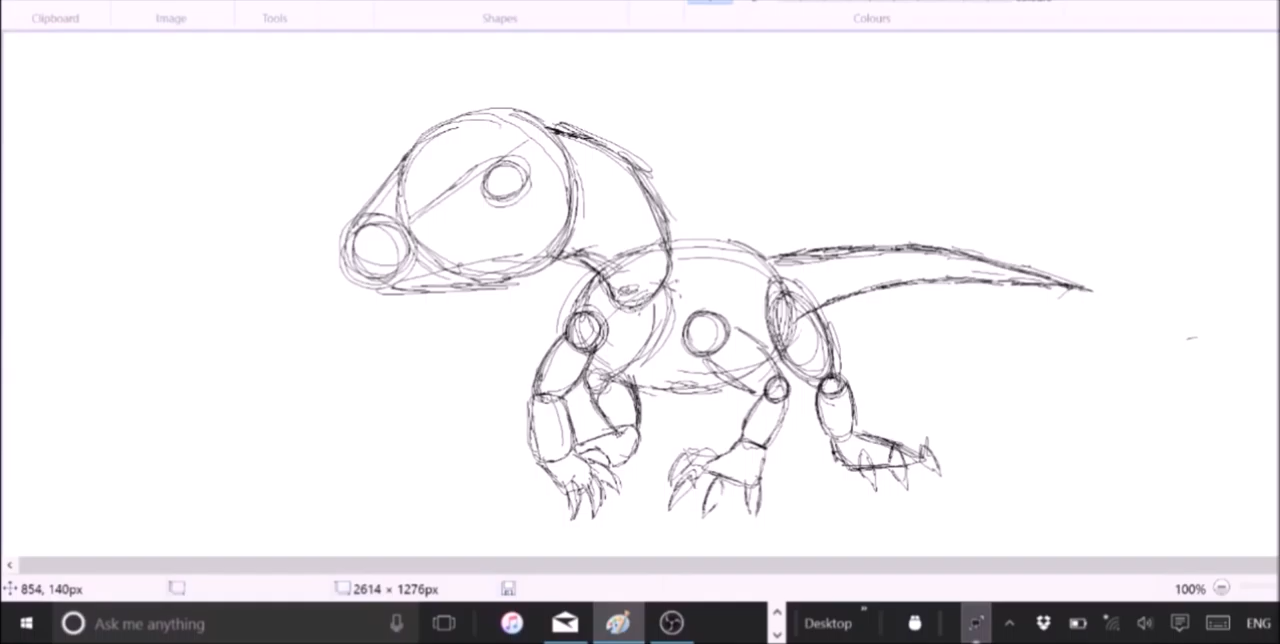 Clipboard Image Tools Shapes Colours
854, 140px 2614 × 1276px 100%
Ask me anything Desktop » ENG